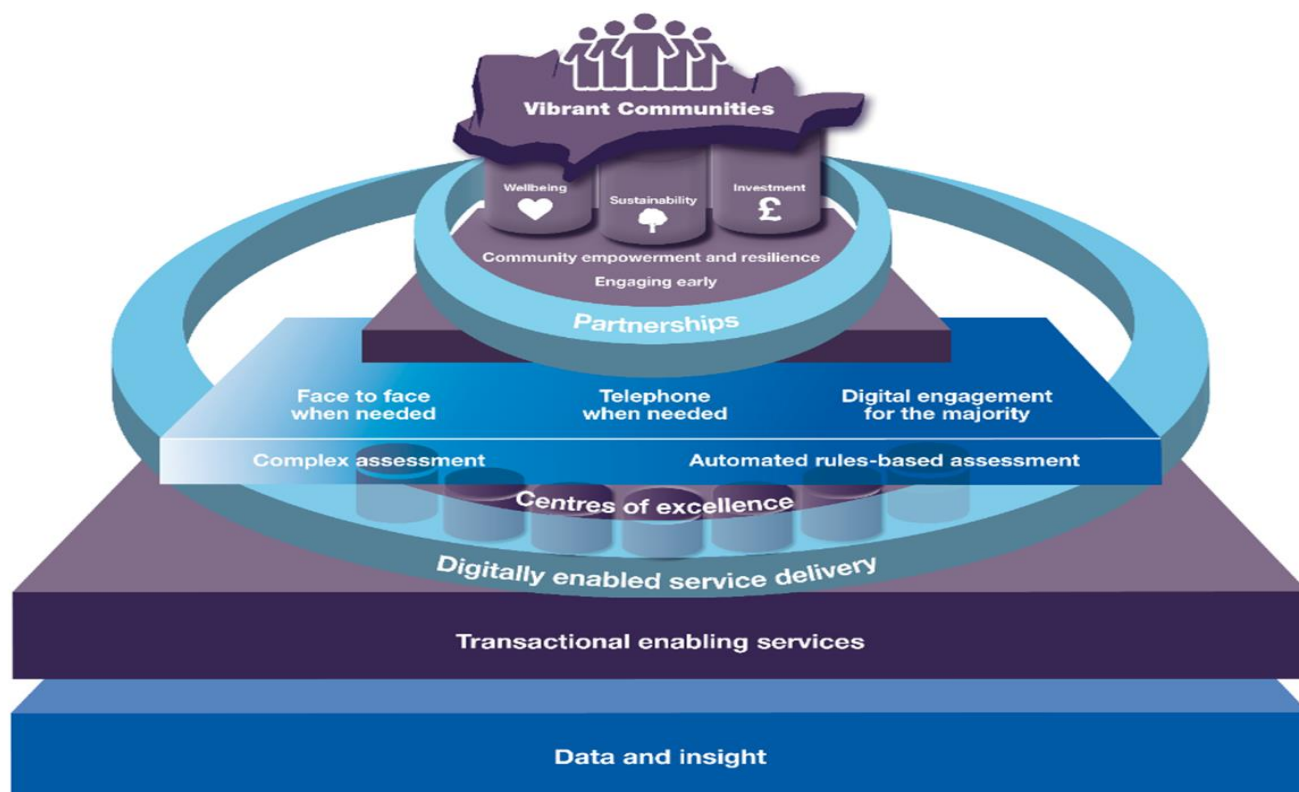 Vibrant Communities
Wellbeing
Sustainability
Investment
£
Community empowerment and resilience
Engaging early
Partnerships
Face to face
when needed
Telephone
when needed
Digital engagement
for the majority
Complex assessment
Automated rules-based assessment
Centres of excellence
Digitally enabled service delivery
Transactional enabling services
Data and insight